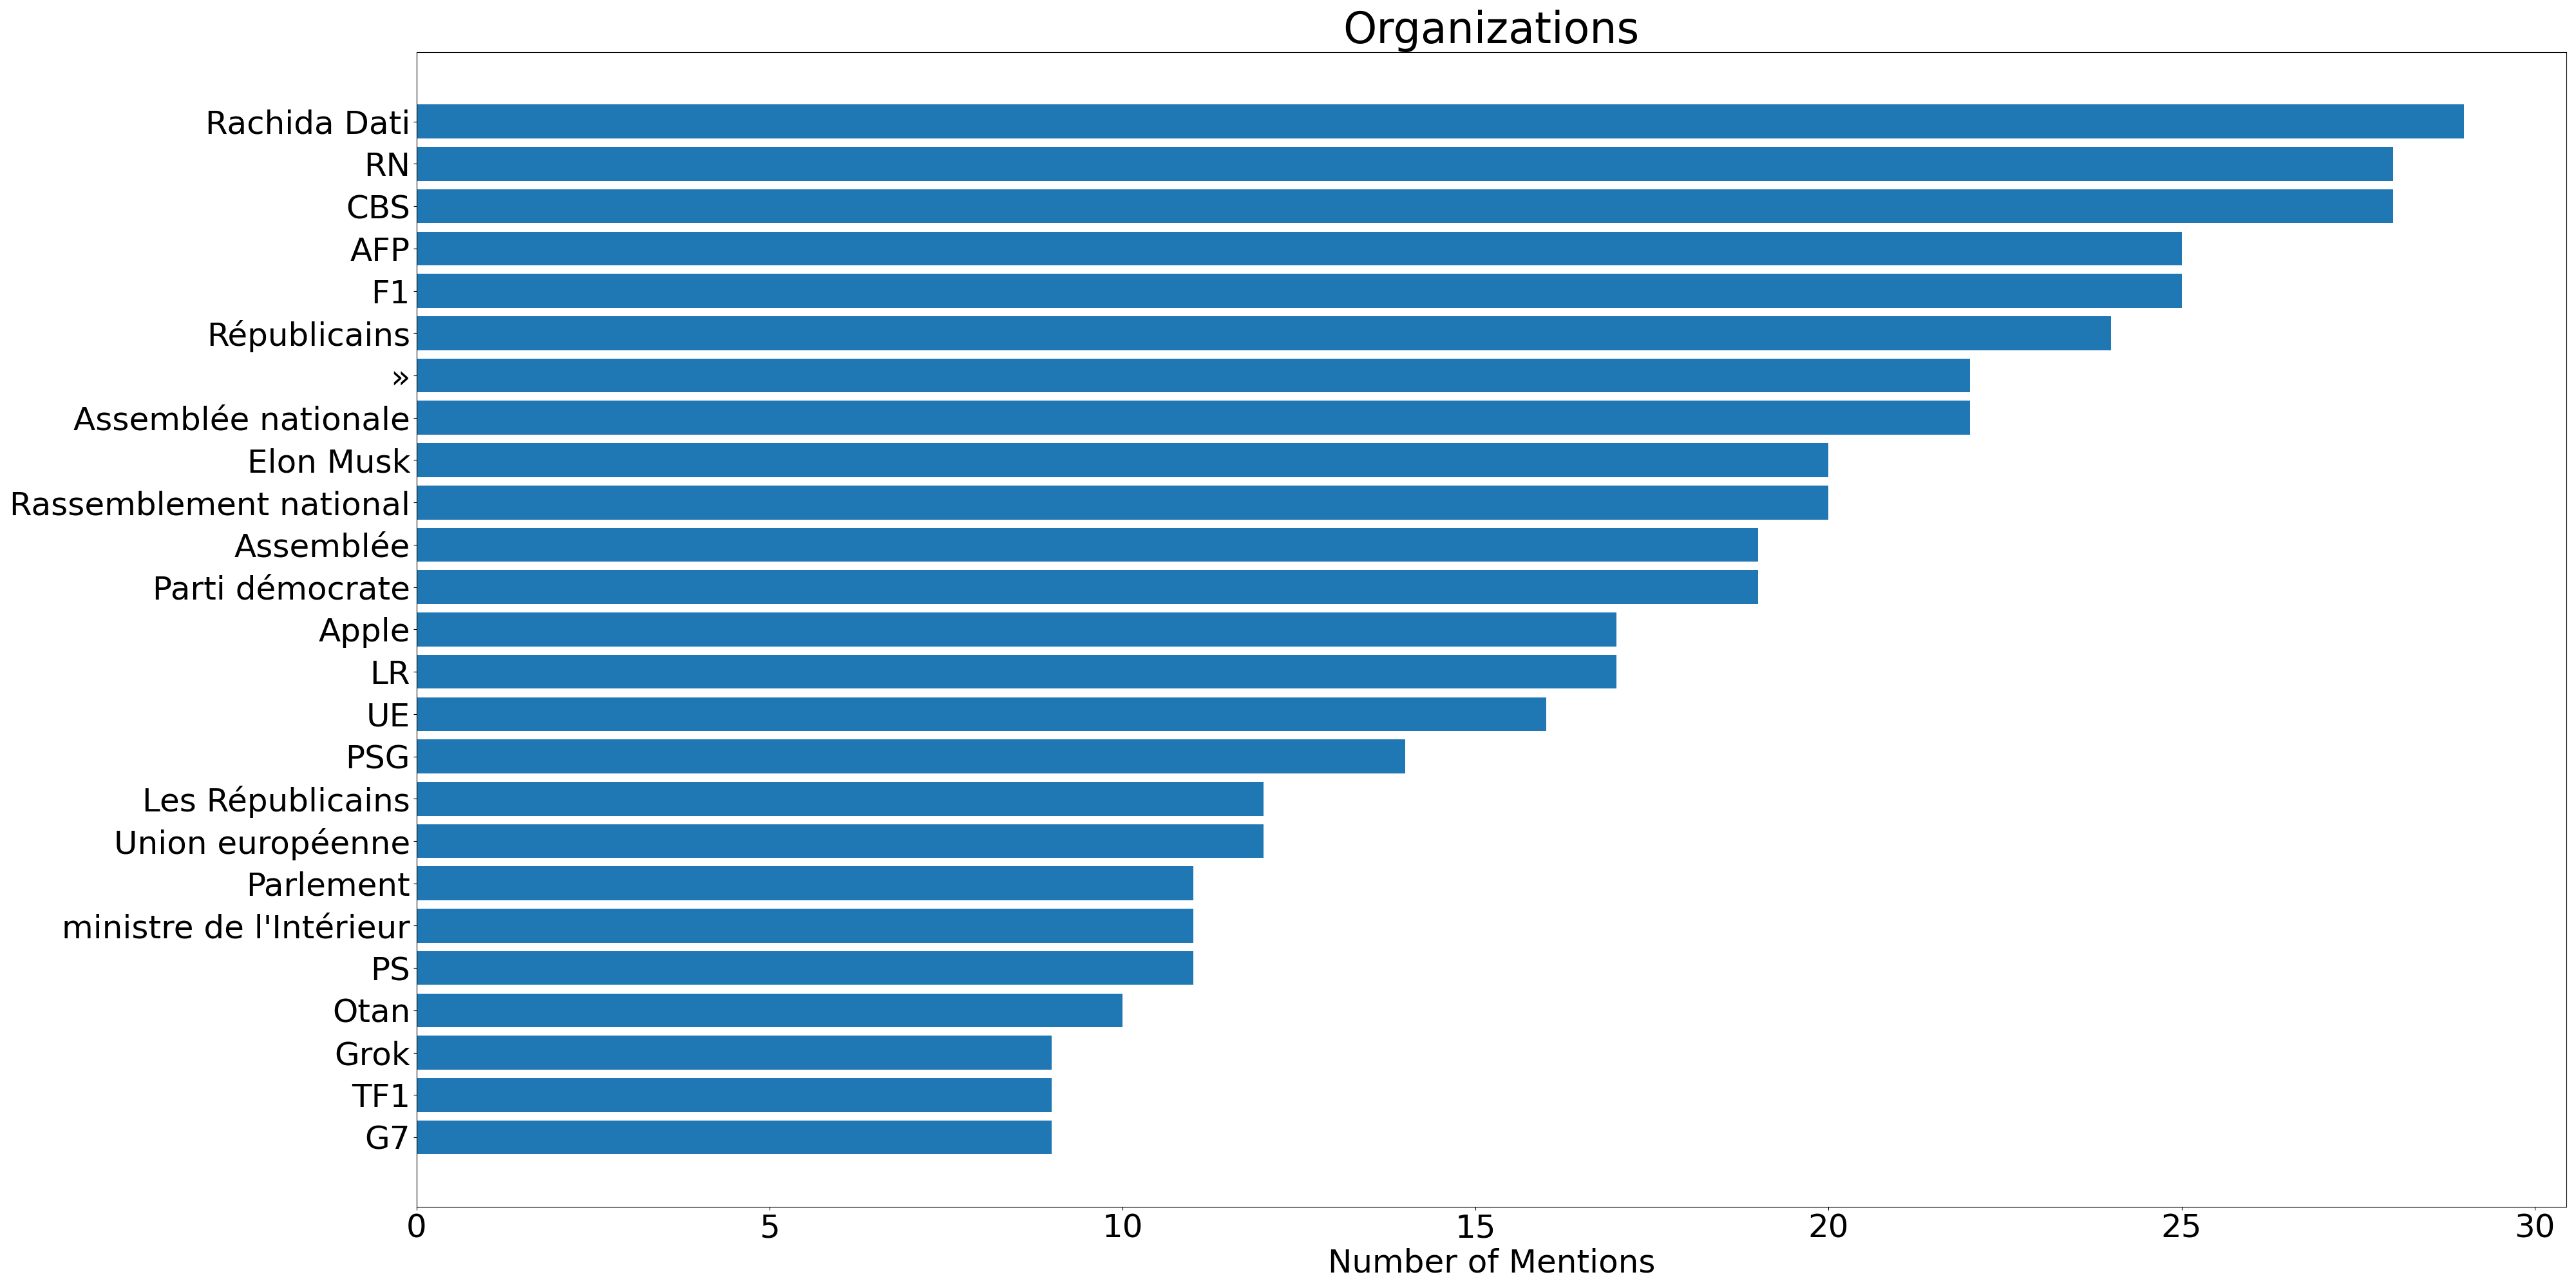 Organizations
Rachida Dati
RN
CBS
AFP
F1
Républicains
»
Assemblée nationale
Elon Musk
Rassemblement national
Assemblée
Parti démocrate
Apple
LR
UE
PSG
Les Républicains
Union européenne
Parlement
ministre de l'Intérieur
PS
Otan
Grok
TF1
G7
0 5 10 15 20 25 30
Number of Mentions